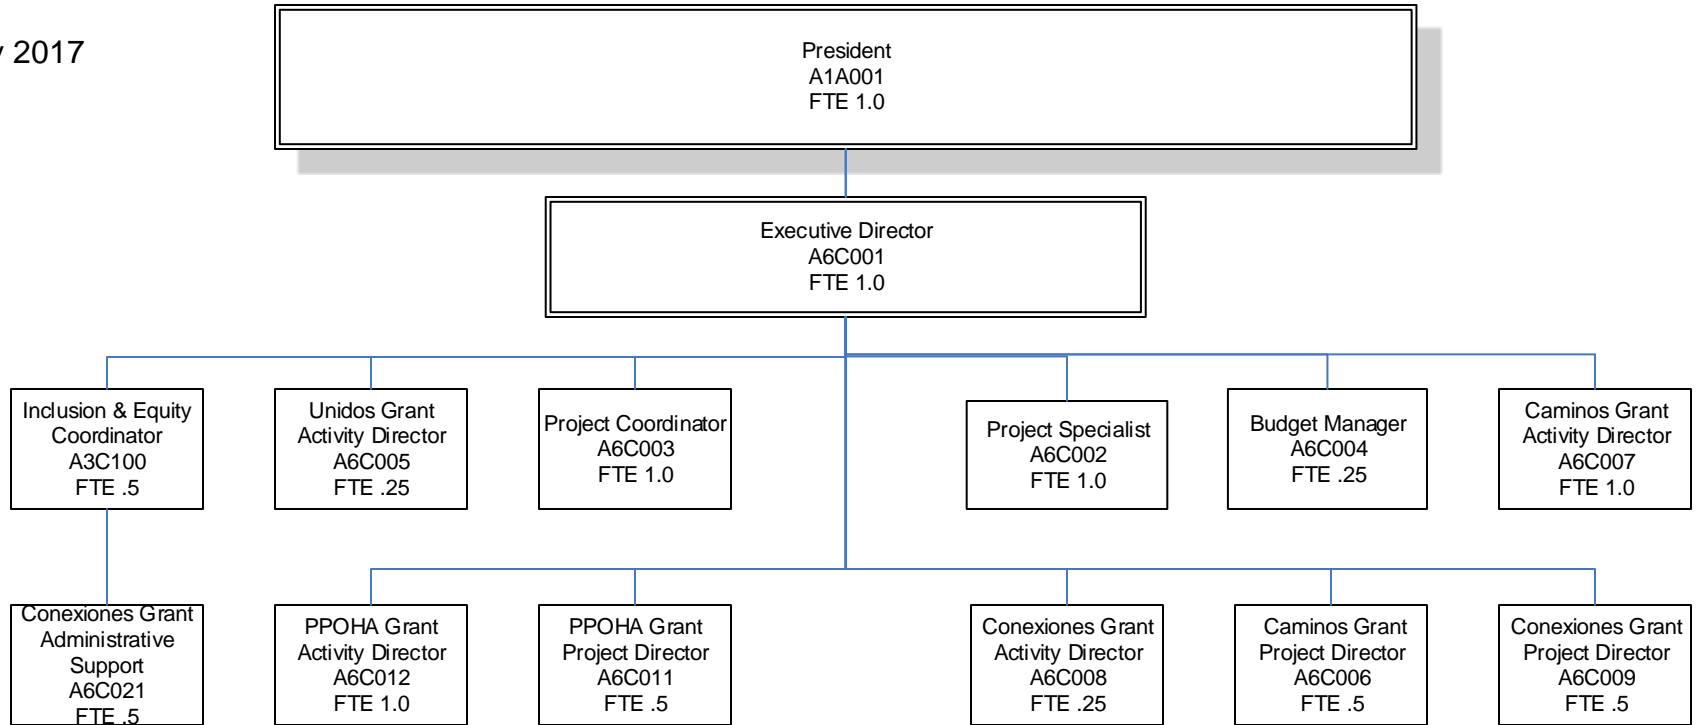 y 2017
President
A1A001
FTE 1.0
Executive Director
A6C001
FTE 1.0
Inclusion & Equity
Coordinator
A3C100
FTE .5
Unidos Grant
Activity Director
A6C005
FTE .25
Project Coordinator
A6C003
FTE 1.0
Project Specialist
A6C002
FTE 1.0
Budget Manager
A6C004
FTE .25
Caminos Grant
Activity Director
A6C007
FTE 1.0
Conexiones Grant
Administrative
Support
A6C021
FTE .5
PPOHA Grant
Activity Director
A6C012
FTE 1.0
PPOHA Grant
Project Director
A6C011
FTE .5
Conexiones Grant
Activity Director
A6C008
FTE .25
Caminos Grant
Project Director
A6C006
FTE .5
Conexiones Grant
Project Director
A6C009
FTE .5